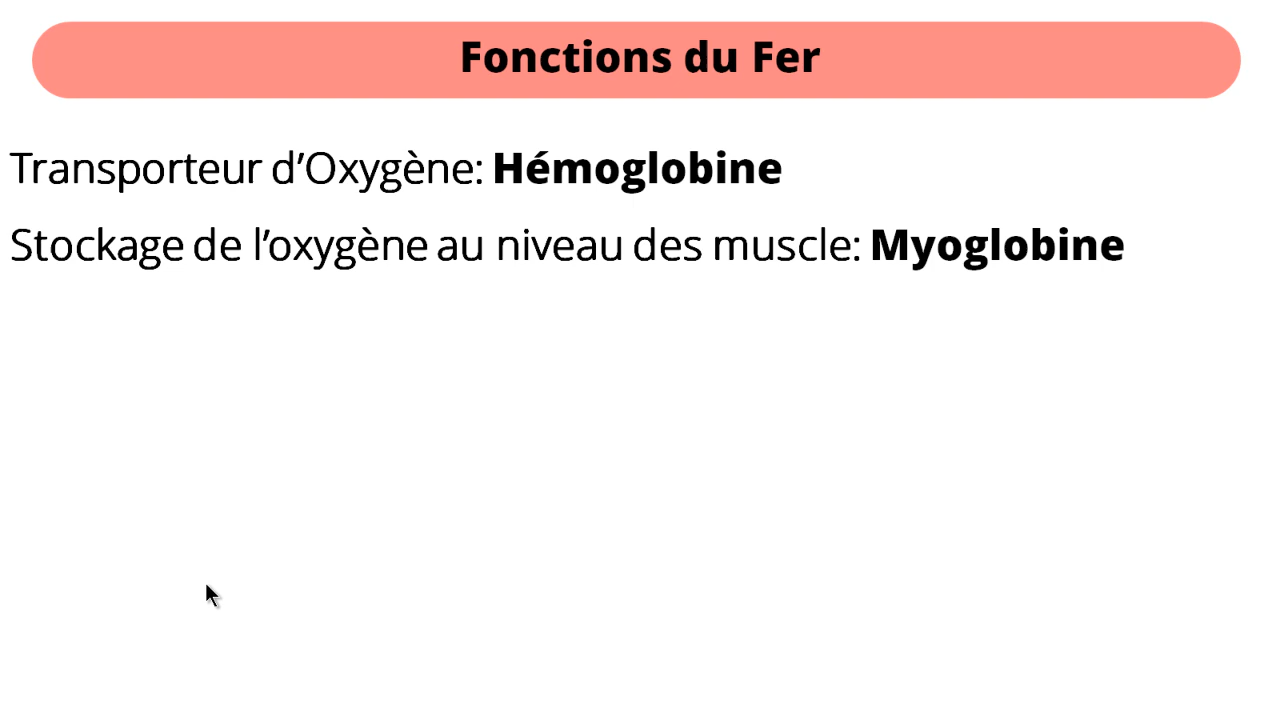 Fonctions du Fer
Transporteur d’Oxygène: Hémoglobine
Stockage de l’oxygène au niveau des muscle: Myoglobine